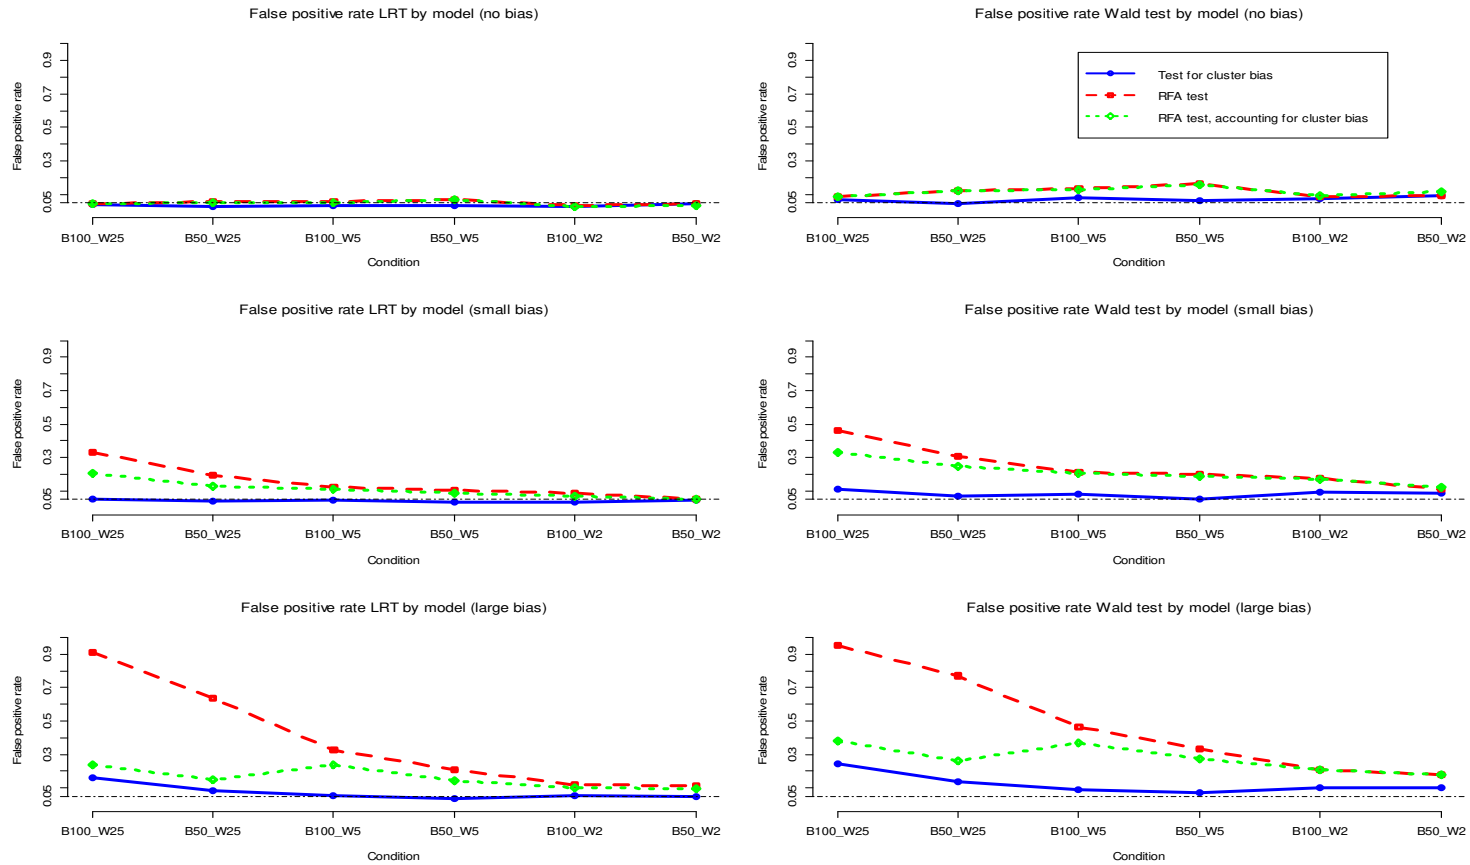 False positive rate LRT by model (no bias)
False positive rate
0.05 0.3 0.5 0.7 0.9
B100_W25 B50_W25 B100_W5 B50_W5 B100_W2 B50_W2
Condition
False positive rate Wald test by model (no bias)
False positive rate
0.05 0.3 0.5 0.7 0.9
Test for cluster bias
RFA test
RFA test, accounting for cluster bias
B100_W25 B50_W25 B100_W5 B50_W5 B100_W2 B50_W2
Condition
False positive rate LRT by model (small bias)
False positive rate
0.05 0.3 0.5 0.7 0.9
B100_W25 B50_W25 B100_W5 B50_W5 B100_W2 B50_W2
Condition
False positive rate Wald test by model (small bias)
False positive rate
0.05 0.3 0.5 0.7 0.9
B100_W25 B50_W25 B100_W5 B50_W5 B100_W2 B50_W2
Condition
False positive rate LRT by model (large bias)
False positive rate
0.05 0.3 0.5 0.7 0.9
B100_W25 B50_W25 B100_W5 B50_W5 B100_W2 B50_W2
Condition
False positive rate Wald test by model (large bias)
False positive rate
0.05 0.3 0.5 0.7 0.9
B100_W25 B50_W25 B100_W5 B50_W5 B100_W2 B50_W2
Condition